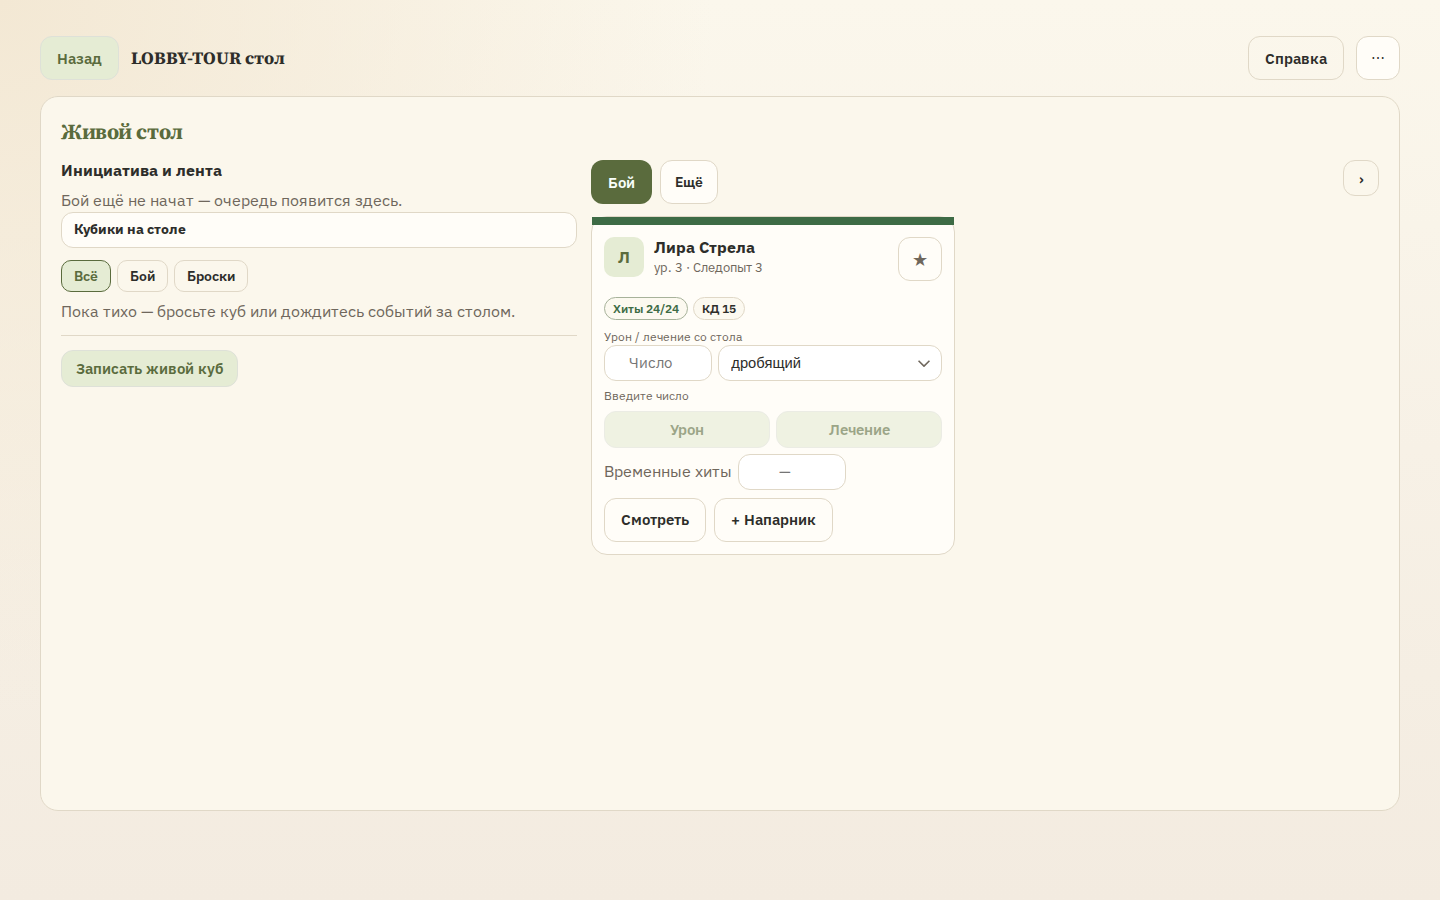 Назад
LOBBY-TOUR стол
Справка
...
Живой стол
Инициатива и лента
Бой ещё не начат — очередь появится здесь.
Кубики на столе
Всё
Бой
Броски
Пока тихо — бросьте куб или дождитесь событий за столом.
Записать живой куб
Бой
Ещё
›
Л
Лира Стрела
ур. 3 · Следопыт 3
★
Хиты 24/24
КД 15
Урон / лечение со стола
Число
дробящий
Введите число
Урон
Лечение
Временные хиты
—
Смотреть
+ Напарник